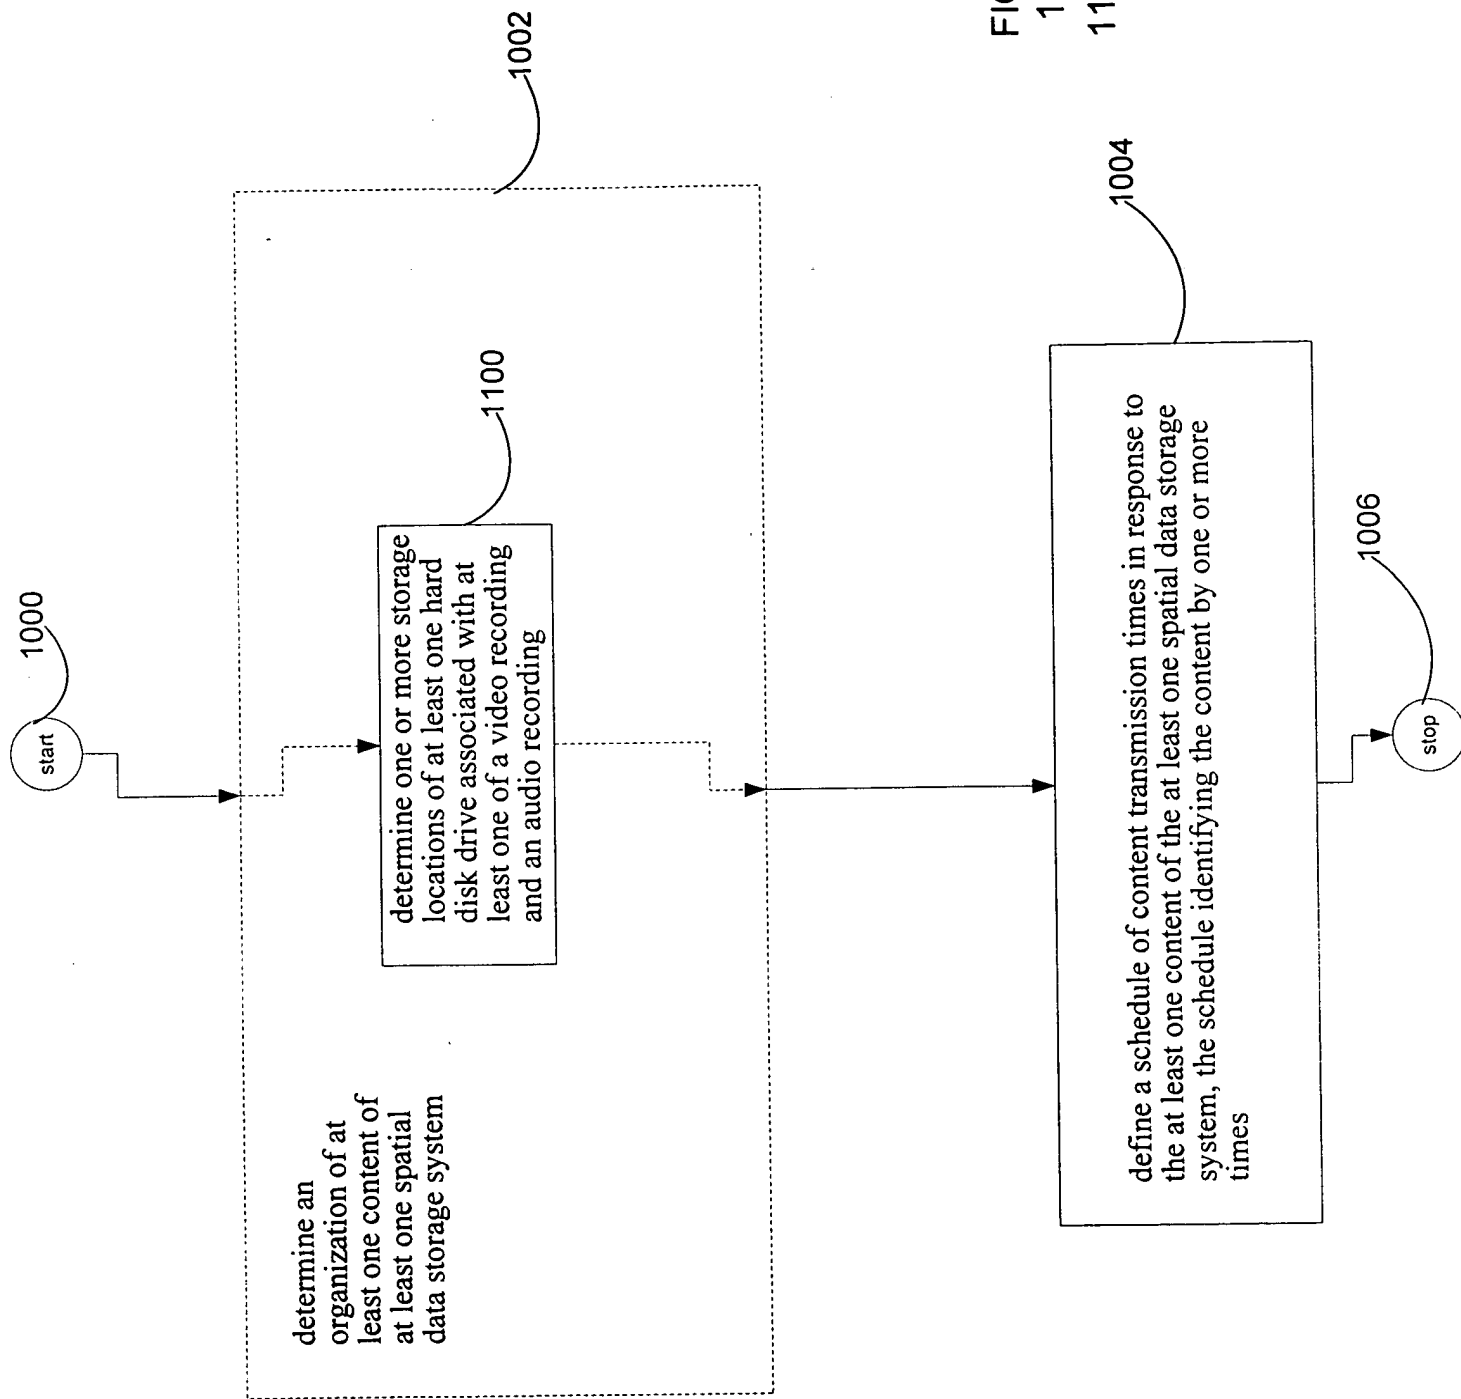 1000
start
1002
determine an
organization of at
least one content of
at least one spatial
data storage system
1100
determine one or more storage
locations of at least one hard
disk drive associated with at
least one of a video recording
and an audio recording
1004
define a schedule of content transmission times in response to
the at least one content of the at least one spatial data storage
system, the schedule identifying the content by one or more
times
1006
stop